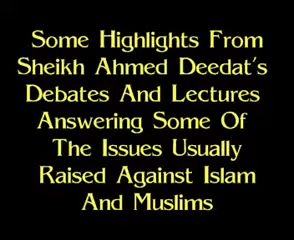 Some Highlights From
Sheikh Ahmed Deedat's
Debates And Lectures
Answering Some Of
The Issues Usually
Raised Against Islam
And Muslims